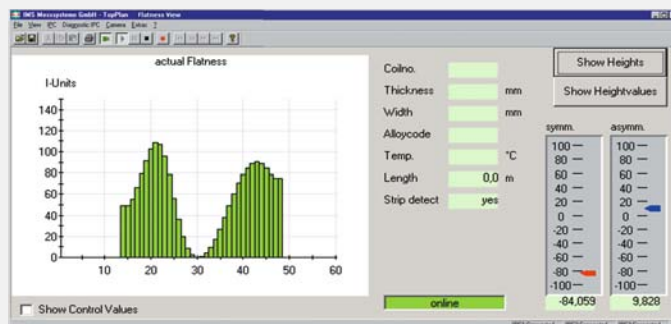 IMS Messsysteme GmbH - TopPlan    Flatness View
File  View  IPC  Diagnostic IPC  Camera  Extras  ?
actual Flatness
I-Units
140
120
100
80
60
40
20
0
10  20  30  40  50  60
Show Control Values
Coilno.
Thickness  mm
Width  mm
Alloycode
Temp.  °C
Length  0,0  m
Strip detect  yes
online
Show Heights
Show Heightvalues
symm.  asymm.
100  100
80  80
60  60
40  40
20  20
0  0
-20  -20
-40  -40
-60  -60
-80  -80
-100  -100
-84,059  9,828